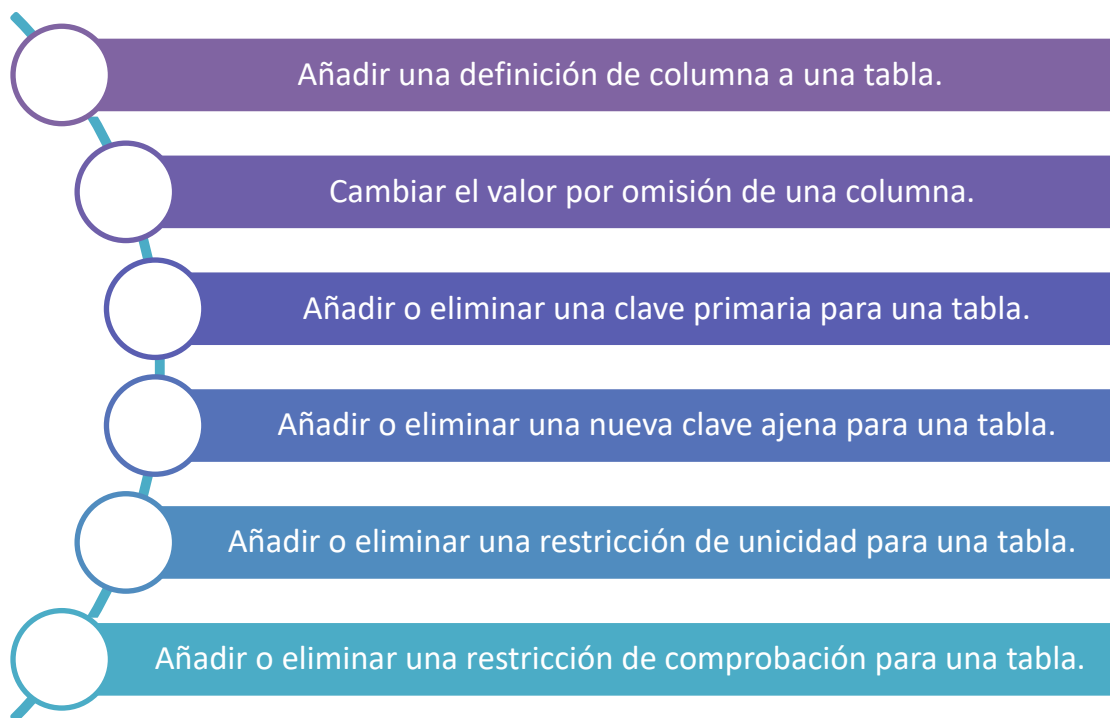 Añadir una definición de columna a una tabla.
Cambiar el valor por omisión de una columna.
Añadir o eliminar una clave primaria para una tabla.
Añadir o eliminar una nueva clave ajena para una tabla.
Añadir o eliminar una restricción de unicidad para una tabla.
Añadir o eliminar una restricción de comprobación para una tabla.